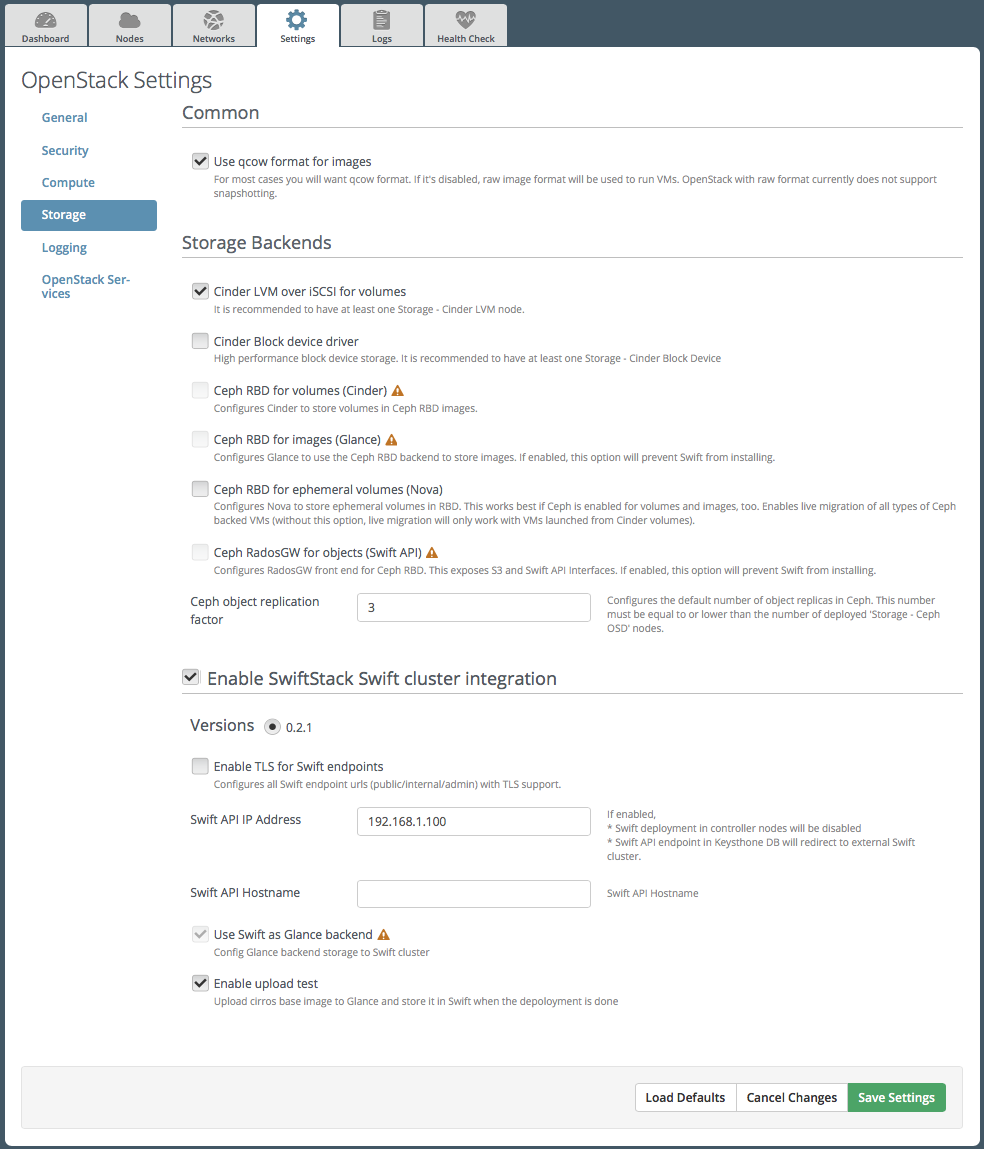 Dashboard
Nodes
Networks
Settings
Logs
Health Check
OpenStack Settings
General
Security
Compute
Storage
Logging
OpenStack Ser-
vices
Common
Use qcow format for images
For most cases you will want qcow format. If it's disabled, raw image format will be used to run VMs. OpenStack with raw format currently does not support
snapshotting.
Storage Backends
Cinder LVM over iSCSI for volumes
It is recommended to have at least one Storage - Cinder LVM node.
Cinder Block device driver
High performance block device storage. It is recommended to have at least one Storage - Cinder Block Device
Ceph RBD for volumes (Cinder)
Configures Cinder to store volumes in Ceph RBD images.
Ceph RBD for images (Glance)
Configures Glance to use the Ceph RBD backend to store images. If enabled, this option will prevent Swift from installing.
Ceph RBD for ephemeral volumes (Nova)
Configures Nova to store ephemeral volumes in RBD. This works best if Ceph is enabled for volumes and images, too. Enables live migration of all types of Ceph
backed VMs (without this option, live migration will only work with VMs launched from Cinder volumes).
Ceph RadosGW for objects (Swift API)
Configures RadosGW front end for Ceph RBD. This exposes S3 and Swift API Interfaces. If enabled, this option will prevent Swift from installing.
Ceph object replication
factor
3
Configures the default number of object replicas in Ceph. This number
must be equal to or lower than the number of deployed 'Storage - Ceph
OSD' nodes.
Enable SwiftStack Swift cluster integration
Versions 0.2.1
Enable TLS for Swift endpoints
Configures all Swift endpoint urls (public/internal/admin) with TLS support.
Swift API IP Address
192.168.1.100
If enabled,
* Swift deployment in controller nodes will be disabled
* Swift API endpoint in Keysthone DB will redirect to external Swift
cluster.
Swift API Hostname
Swift API Hostname
Use Swift as Glance backend
Config Glance backend storage to Swift cluster
Enable upload test
Upload cirros base image to Glance and store it in Swift when the depoloyment is done
Load Defaults
Cancel Changes
Save Settings